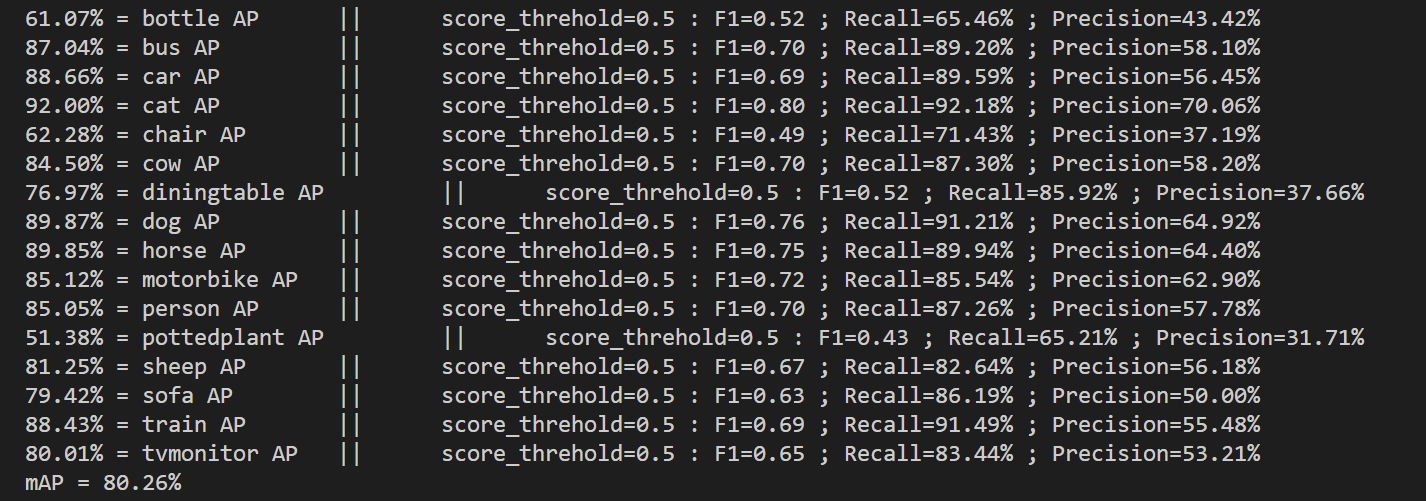 61.07% = bottle AP || score_threhold=0.5 : F1=0.52 ; Recall=65.46% ; Precision=43.42%
87.04% = bus AP || score_threhold=0.5 : F1=0.70 ; Recall=89.20% ; Precision=58.10%
88.66% = car AP || score_threhold=0.5 : F1=0.69 ; Recall=89.59% ; Precision=56.45%
92.00% = cat AP || score_threhold=0.5 : F1=0.80 ; Recall=92.18% ; Precision=70.06%
62.28% = chair AP || score_threhold=0.5 : F1=0.49 ; Recall=71.43% ; Precision=37.19%
84.50% = cow AP || score_threhold=0.5 : F1=0.70 ; Recall=87.30% ; Precision=58.20%
76.97% = diningtable AP || score_threhold=0.5 : F1=0.52 ; Recall=85.92% ; Precision=37.66%
89.87% = dog AP || score_threhold=0.5 : F1=0.76 ; Recall=91.21% ; Precision=64.92%
89.85% = horse AP || score_threhold=0.5 : F1=0.75 ; Recall=89.94% ; Precision=64.40%
85.12% = motorbike AP || score_threhold=0.5 : F1=0.72 ; Recall=85.54% ; Precision=62.90%
85.05% = person AP || score_threhold=0.5 : F1=0.70 ; Recall=87.26% ; Precision=57.78%
51.38% = pottedplant AP || score_threhold=0.5 : F1=0.43 ; Recall=65.21% ; Precision=31.71%
81.25% = sheep AP || score_threhold=0.5 : F1=0.67 ; Recall=82.64% ; Precision=56.18%
79.42% = sofa AP || score_threhold=0.5 : F1=0.63 ; Recall=86.19% ; Precision=50.00%
88.43% = train AP || score_threhold=0.5 : F1=0.69 ; Recall=91.49% ; Precision=55.48%
80.01% = tvmonitor AP || score_threhold=0.5 : F1=0.65 ; Recall=83.44% ; Precision=53.21%
mAP = 80.26%